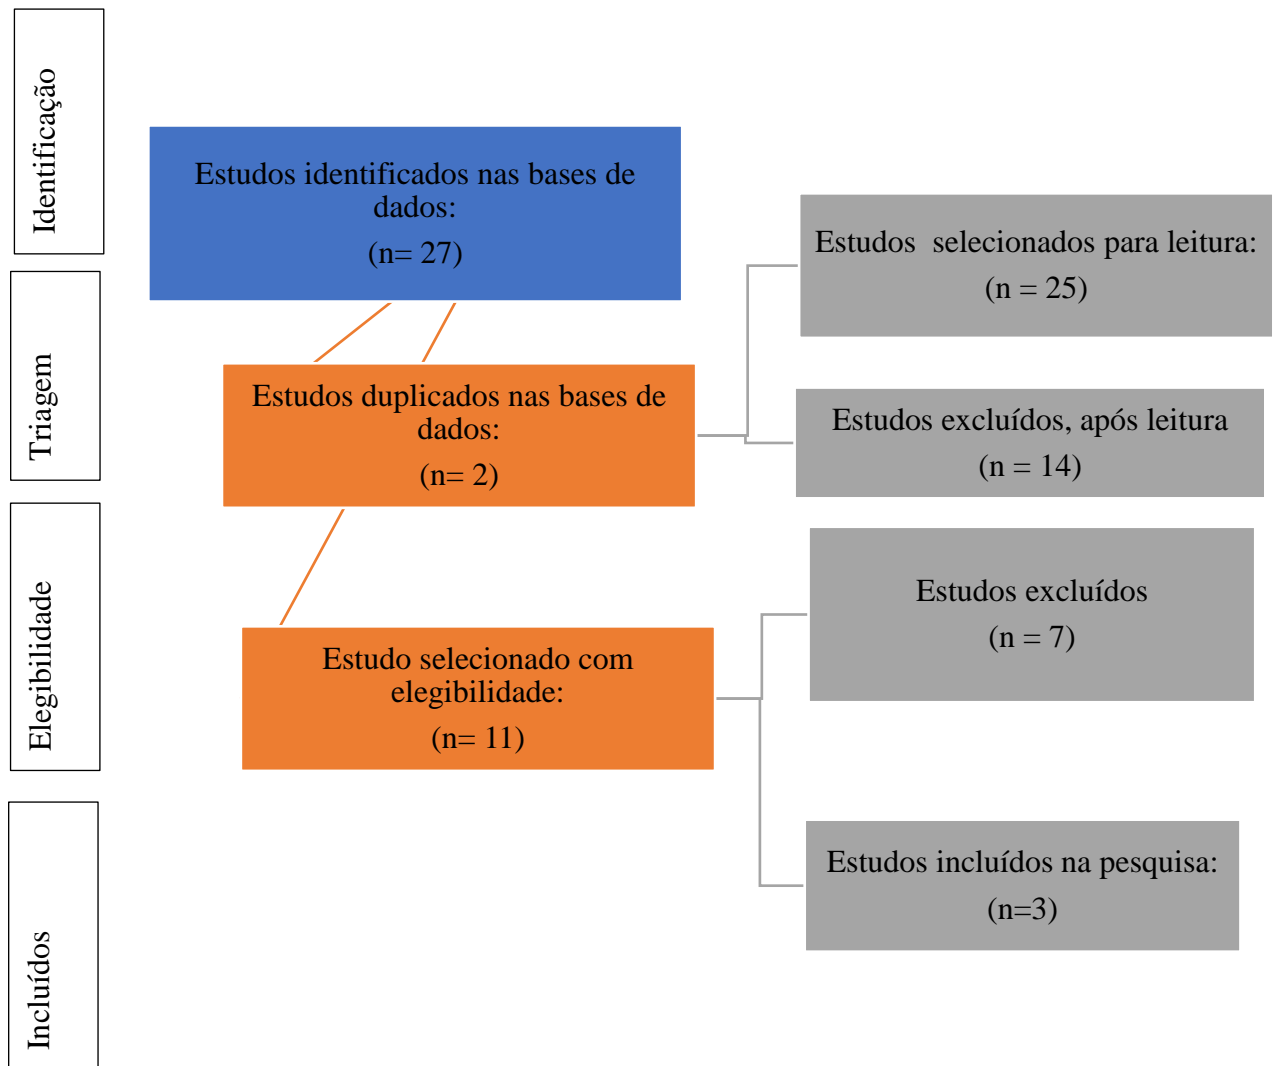 Identificação
Estudos identificados nas bases de
dados:
(n= 27)
Estudos  selecionados para leitura:
(n = 25)
Triagem
Estudos duplicados nas bases de
dados:
(n= 2)
Estudos excluídos, após leitura
(n = 14)
Elegibilidade
Estudo selecionado com
elegibilidade:
(n= 11)
Estudos excluídos
(n = 7)
Incluídos
Estudos incluídos na pesquisa:
(n=3)